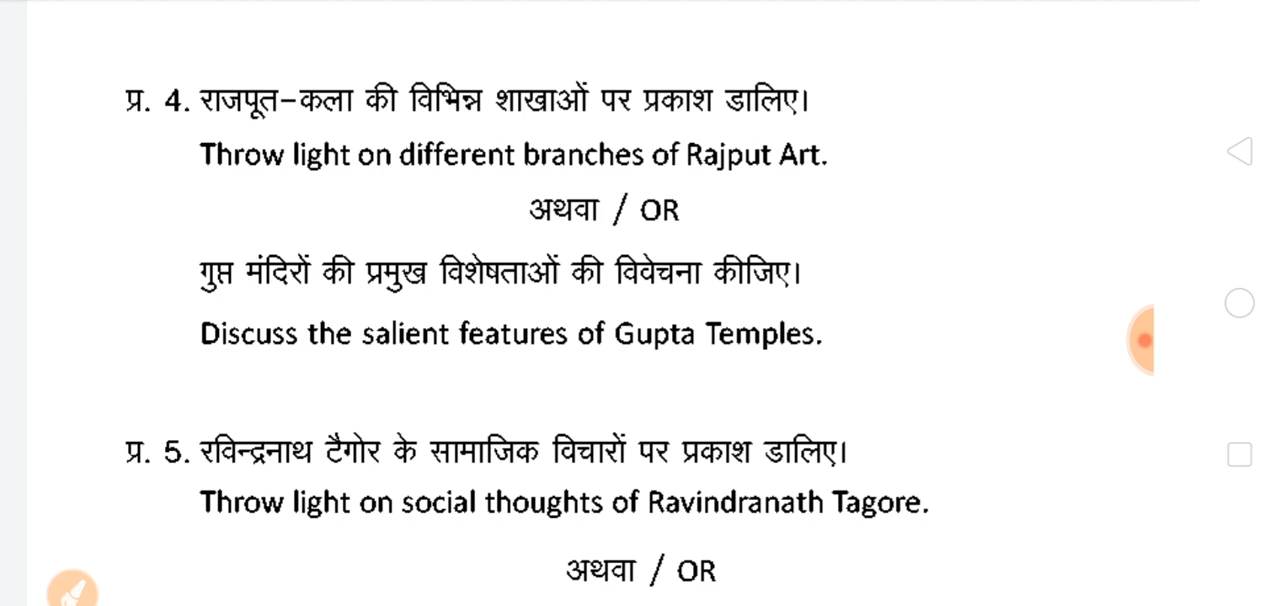 प्र. 4. राजपूत-कला की विभिन्न शाखाओं पर प्रकाश डालिए।
Throw light on different branches of Rajput Art.
अथवा / OR
गुप्त मंदिरों की प्रमुख विशेषताओं की विवेचना कीजिए।
Discuss the salient features of Gupta Temples.
प्र. 5. रविन्द्रनाथ टैगोर के सामाजिक विचारों पर प्रकाश डालिए।
Throw light on social thoughts of Ravindranath Tagore.
अथवा / OR